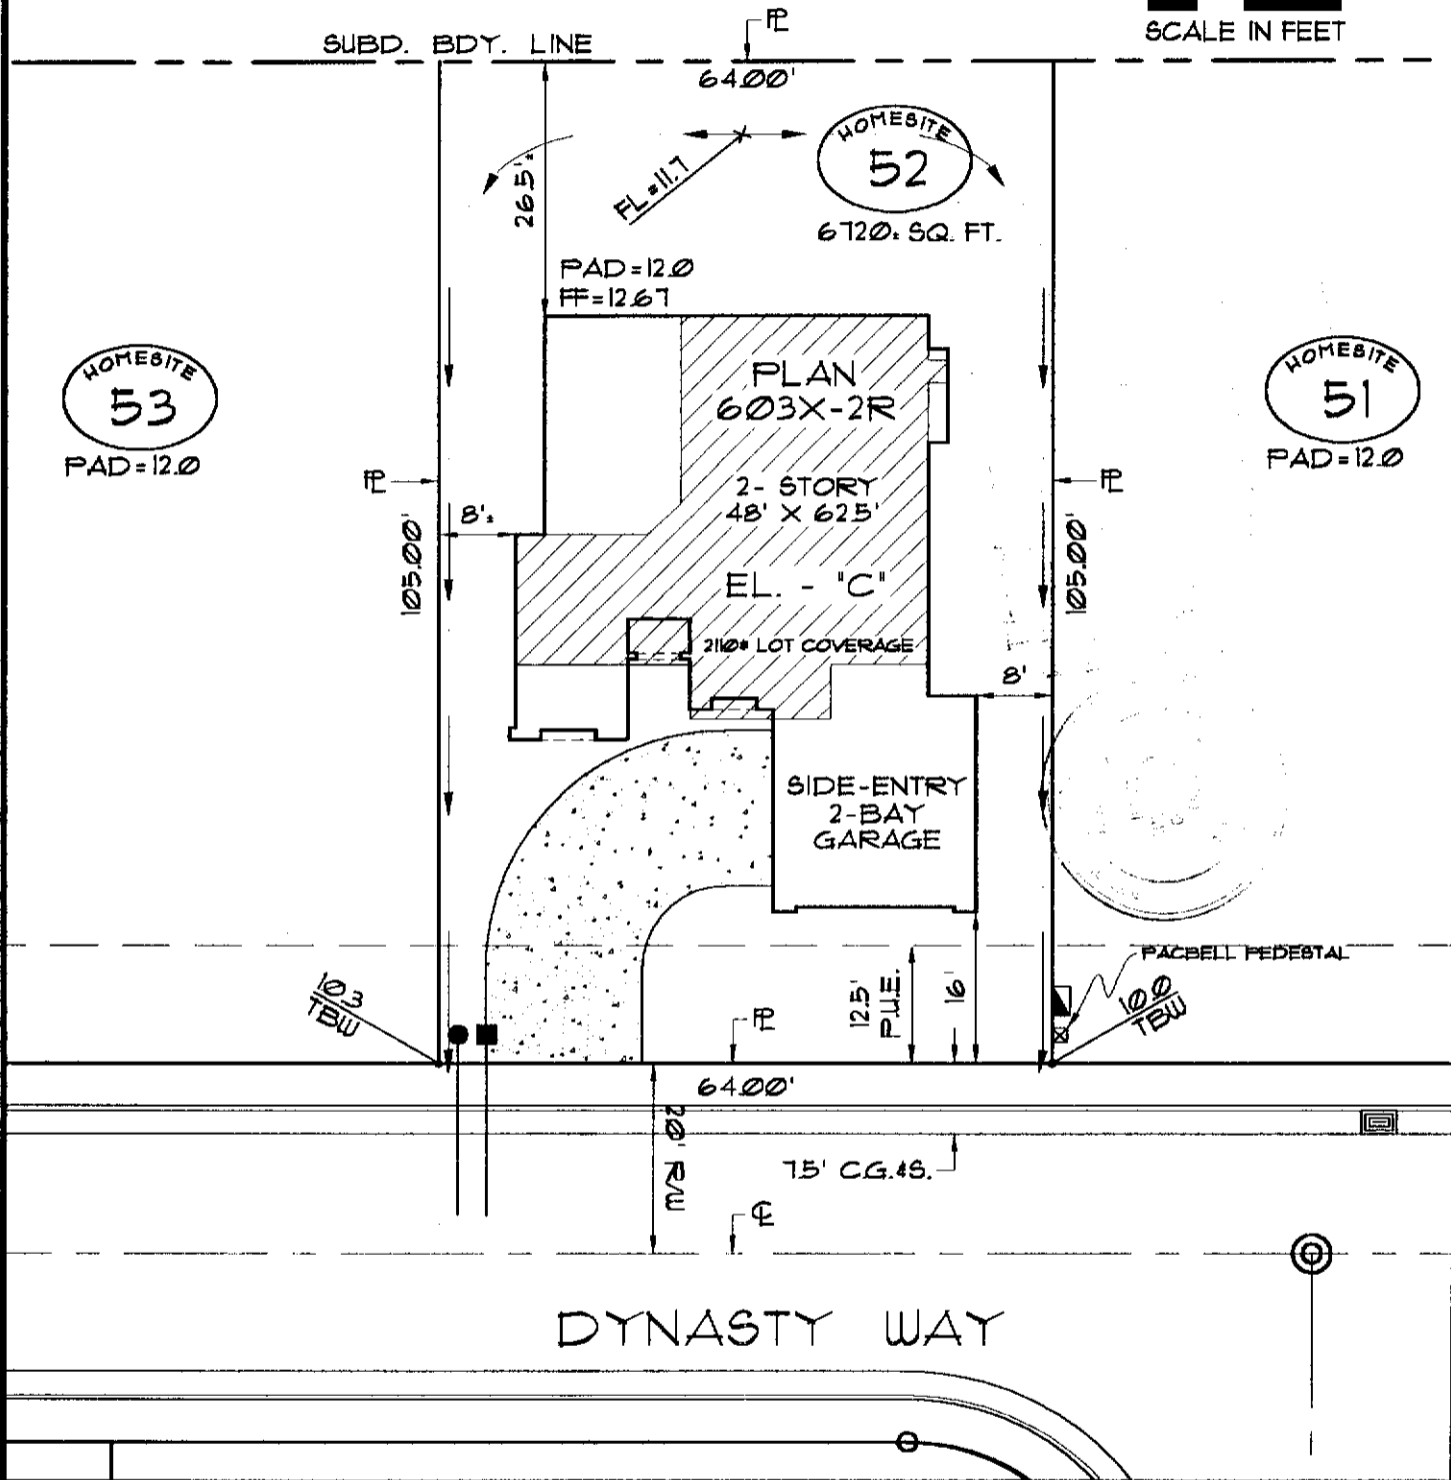 SCALE IN FEET
SUBD. BDY. LINE
PL
64.00'
HOMESITE
52
6720± SQ. FT.
FL=11.7
26.5'±
PAD=12.0
FF=12.67
HOMESITE
53
PAD=12.0
PLAN
603X-2R
2- STORY
48' X 62.5'
EL. - "C"
2110# LOT COVERAGE
HOMESITE
51
PAD=12.0
PL
8'±
105.00'
PL
105.00'
8'
SIDE-ENTRY
2-BAY
GARAGE
PACBELL PEDESTAL
10.3
TBW
12.5'
P.U.E.
16'
10.0
TBW
PL
64.00'
20' R/W
7.5' C.G.&S.
CL
DYNASTY WAY